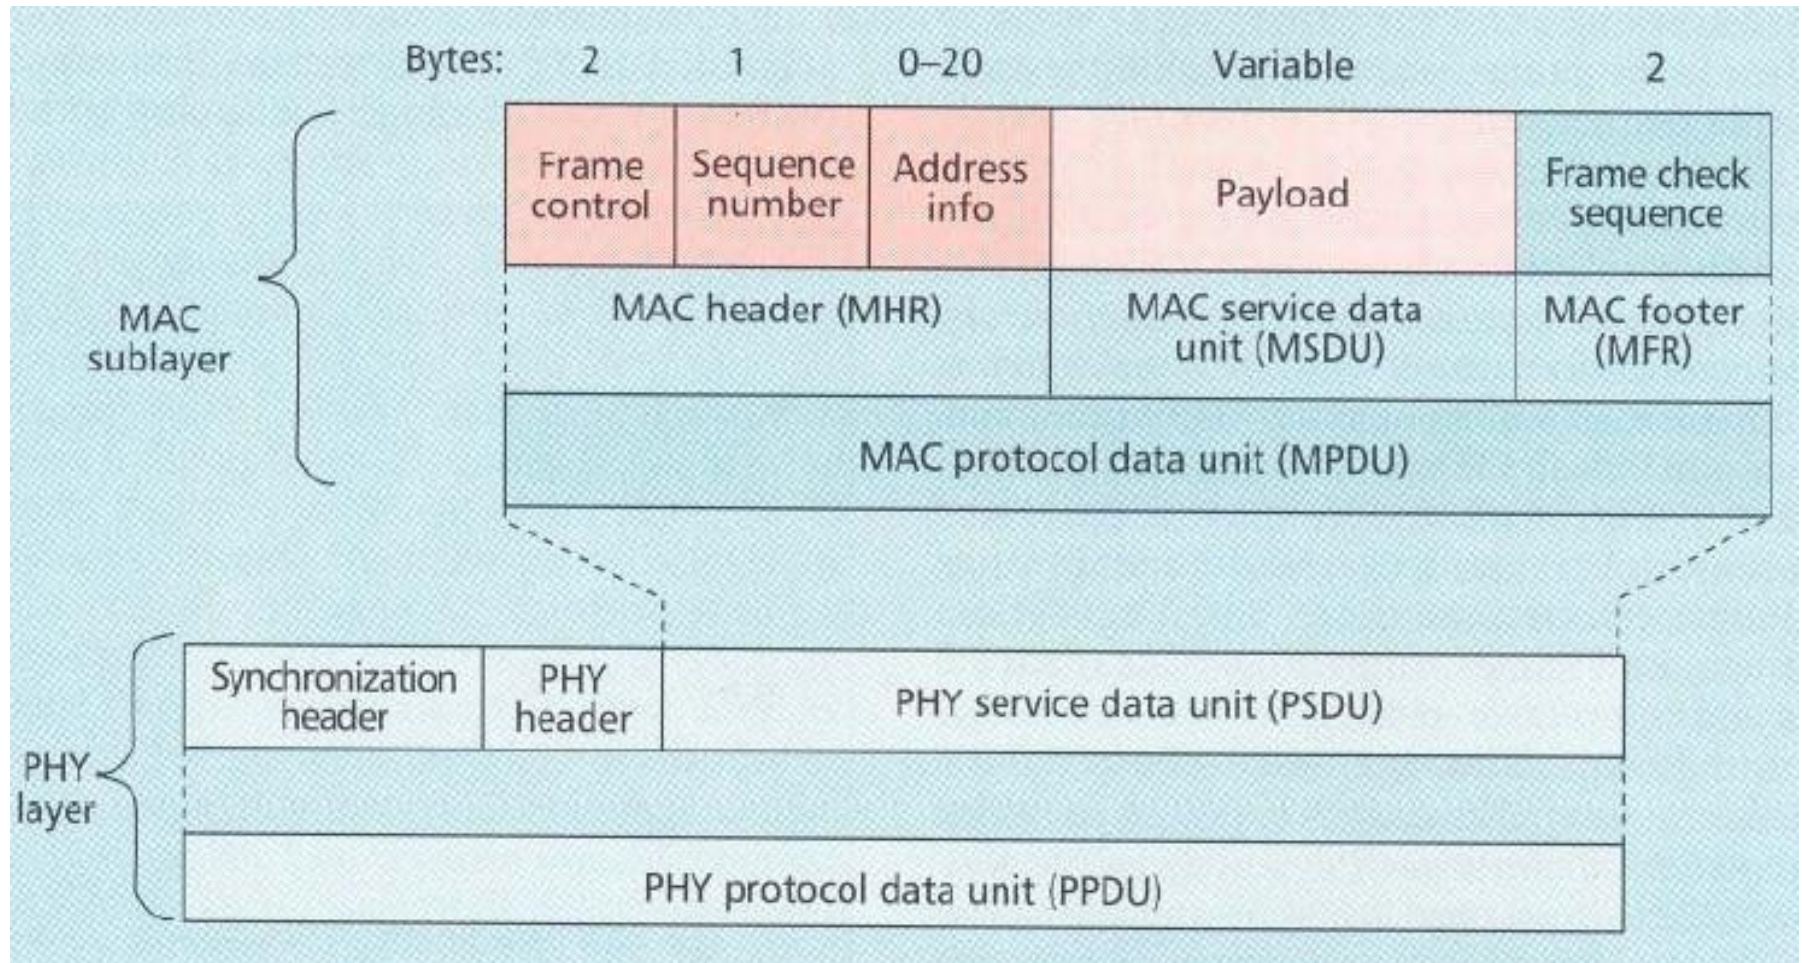 Bytes: 2 1 0–20 Variable 2
Frame
control
Sequence
number
Address
info
Payload
Frame check
sequence
MAC header (MHR)
MAC service data
unit (MSDU)
MAC footer
(MFR)
MAC
sublayer
MAC protocol data unit (MPDU)
Synchronization
header
PHY
header
PHY service data unit (PSDU)
PHY
layer
PHY protocol data unit (PPDU)